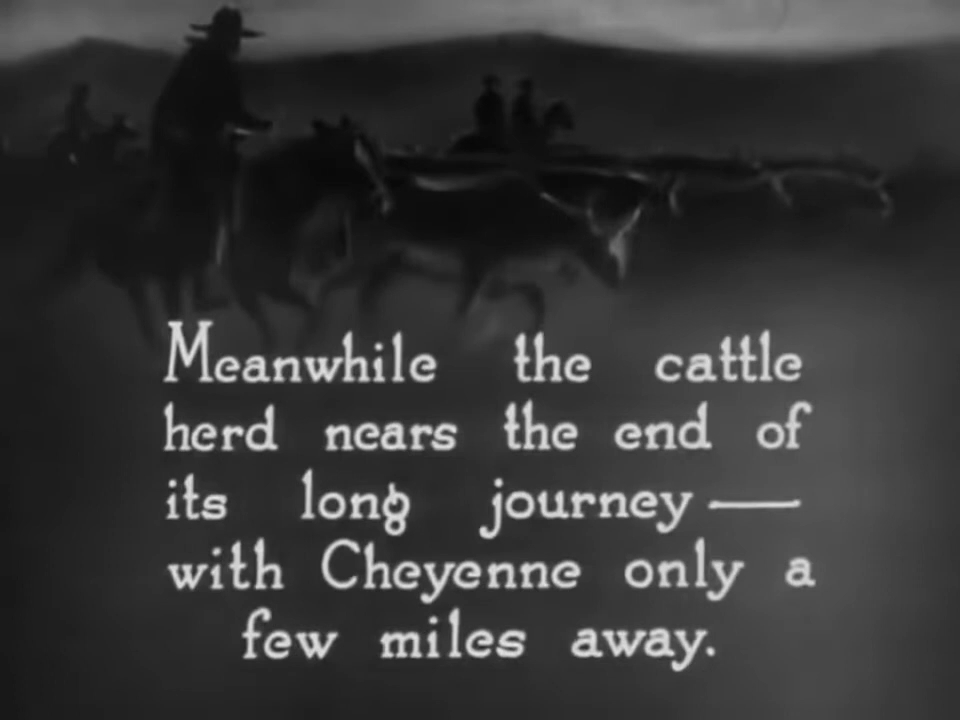 Meanwhile the cattle
herd nears the end of
its long journey —
with Cheyenne only a
few miles away.